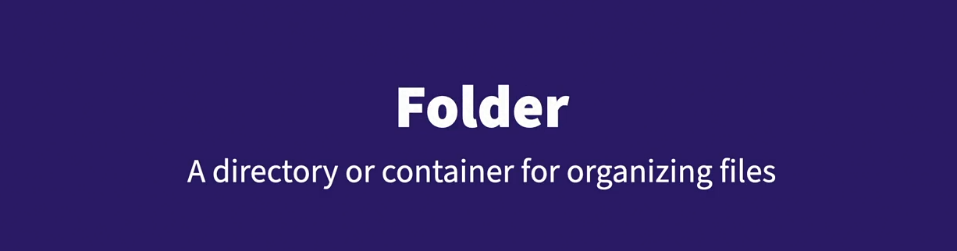 Folder
A directory or container for organizing files